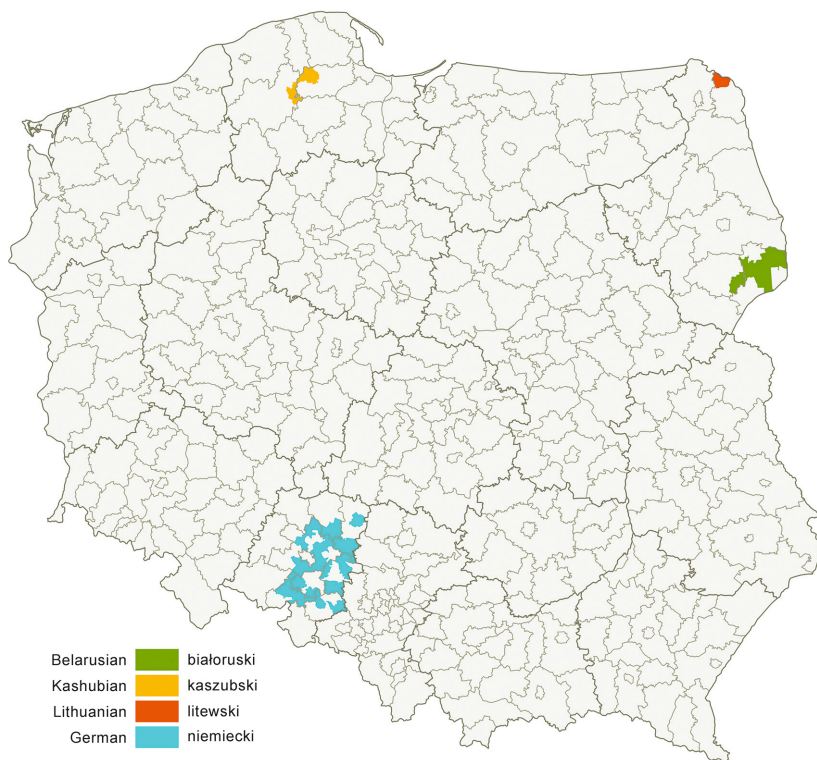 Belarusian białoruski
Kashubian kaszubski
Lithuanian litewski
German niemiecki